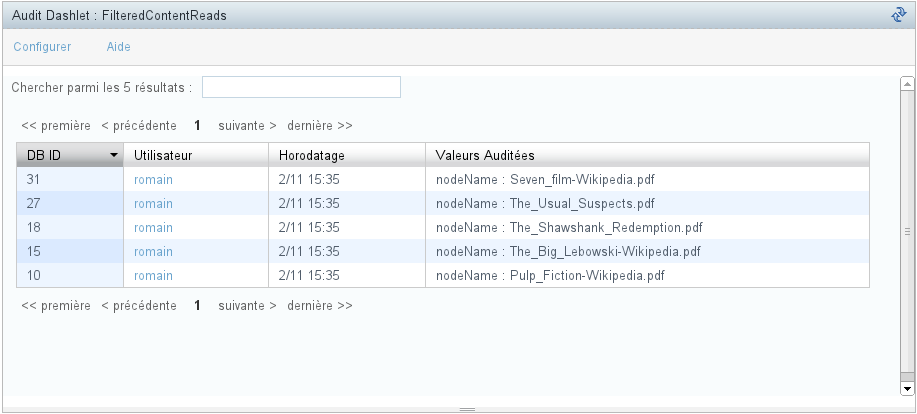 Audit Dashlet : FilteredContentReads
Configurer Aide
Chercher parmi les 5 résultats :
<< première < précédente 1 suivante > dernière >>
DB ID Utilisateur Horodatage Valeurs Auditées
31 romain 2/11 15:35 nodeName : Seven_film-Wikipedia.pdf
27 romain 2/11 15:35 nodeName : The_Usual_Suspects.pdf
18 romain 2/11 15:35 nodeName : The_Shawshank_Redemption.pdf
15 romain 2/11 15:35 nodeName : The_Big_Lebowski-Wikipedia.pdf
10 romain 2/11 15:35 nodeName : Pulp_Fiction-Wikipedia.pdf
<< première < précédente 1 suivante > dernière >>